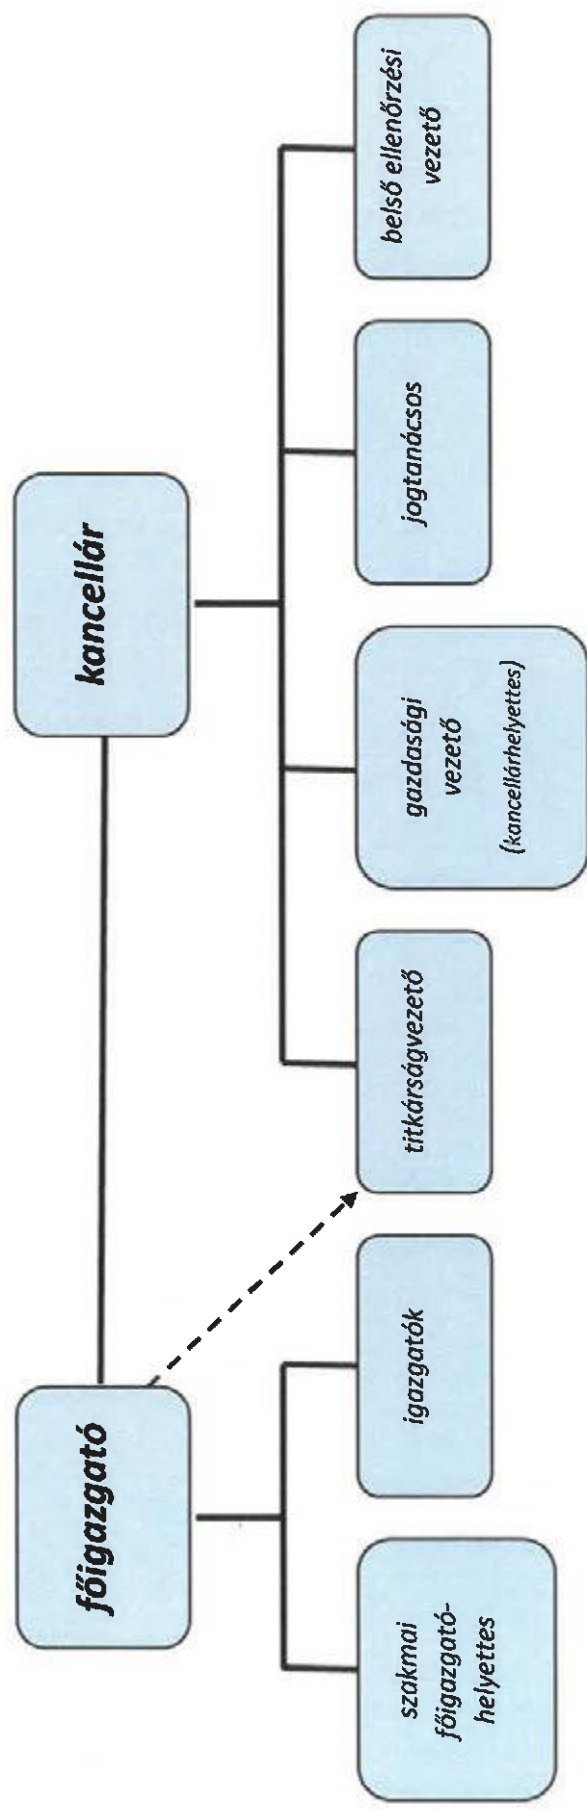 főigazgató
kancellár
szakmai
főigazgató-
helyettes
igazgatók
titkárságvezető
gazdasági
vezető
(kancellárhelyettes)
jogtanácsos
belső ellenőrzési
vezető